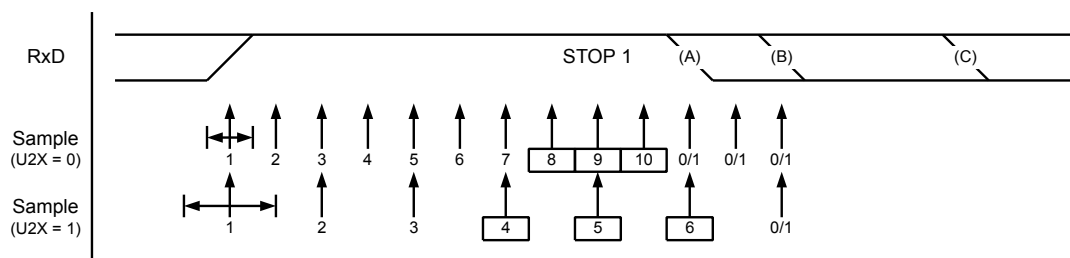 RxD STOP 1 (A) (B) (C)
Sample
(U2X = 0)
1 2 3 4 5 6 7 8 9 10 0/1 0/1 0/1
Sample
(U2X = 1)
1 2 3 4 5 6 0/1